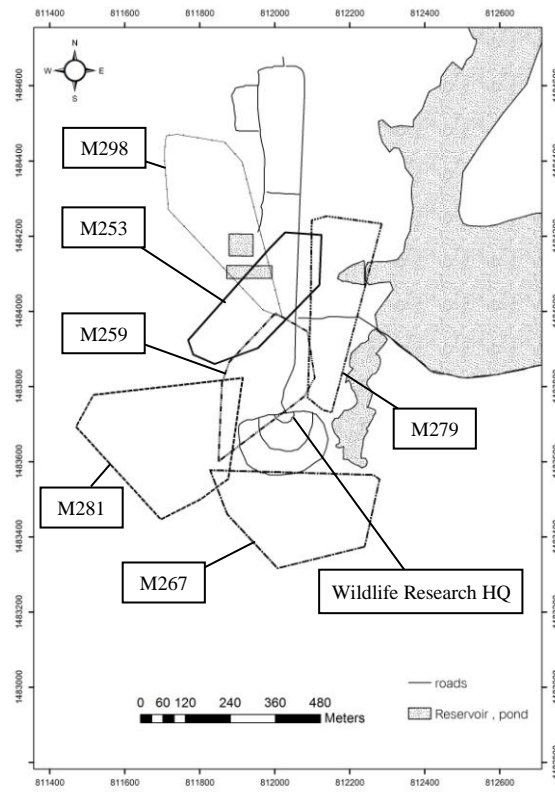 811400 811600 811800 812000 812200 812400 812600
N
W E
S
1484600
1484400
1484200
1484000
1483800
1483600
1483400
1483200
1483000
M298
M253
M259
M279
M281
M267
Wildlife Research HQ
roads
Reservoir , pond
0 60 120 240 360 480
Meters
811400 811600 811800 812000 812200 812400 812600